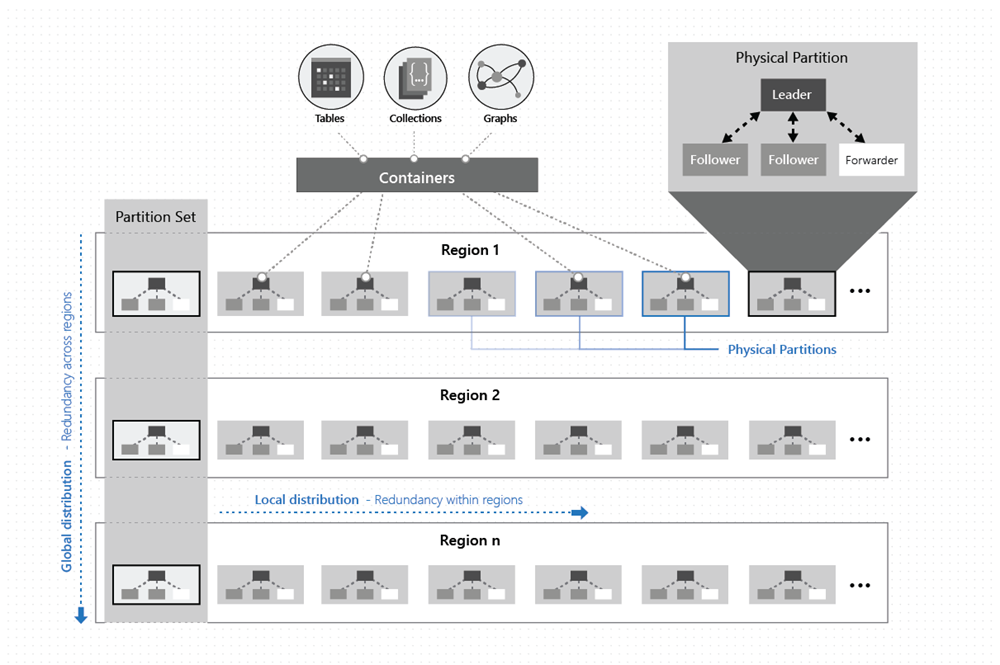 Tables
Collections
Graphs
Containers
Physical Partition
Leader
Follower
Follower
Forwarder
Partition Set
Region 1
Physical Partitions
Region 2
Local distribution - Redundancy within regions
Region n
Global distribution - Redundancy across regions